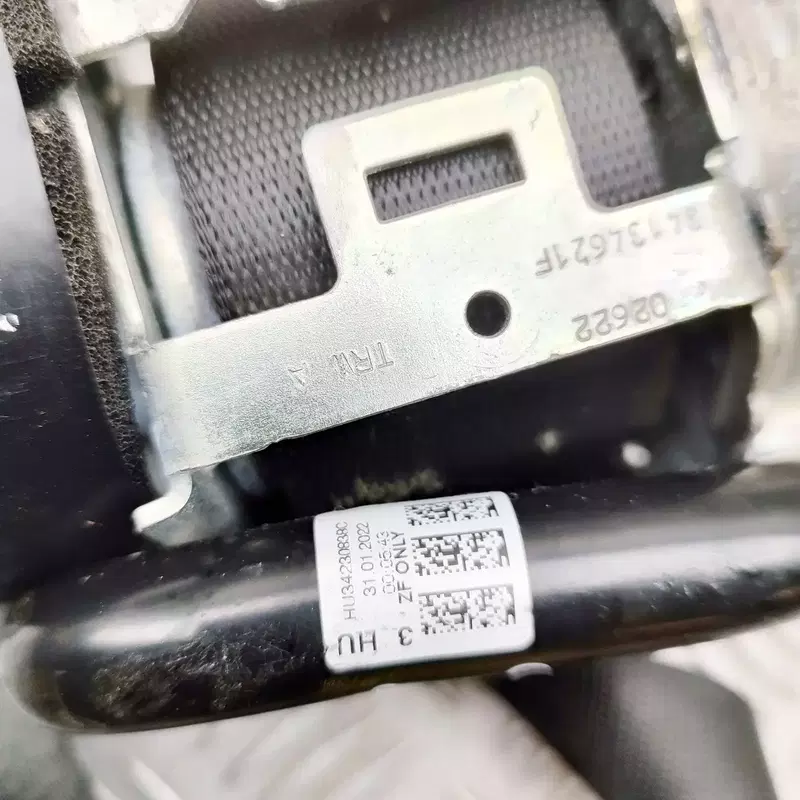 34134621F
02622
TRW A
HU34230838C
31.01.2022
00:05:43
ZF ONLY
3
HU